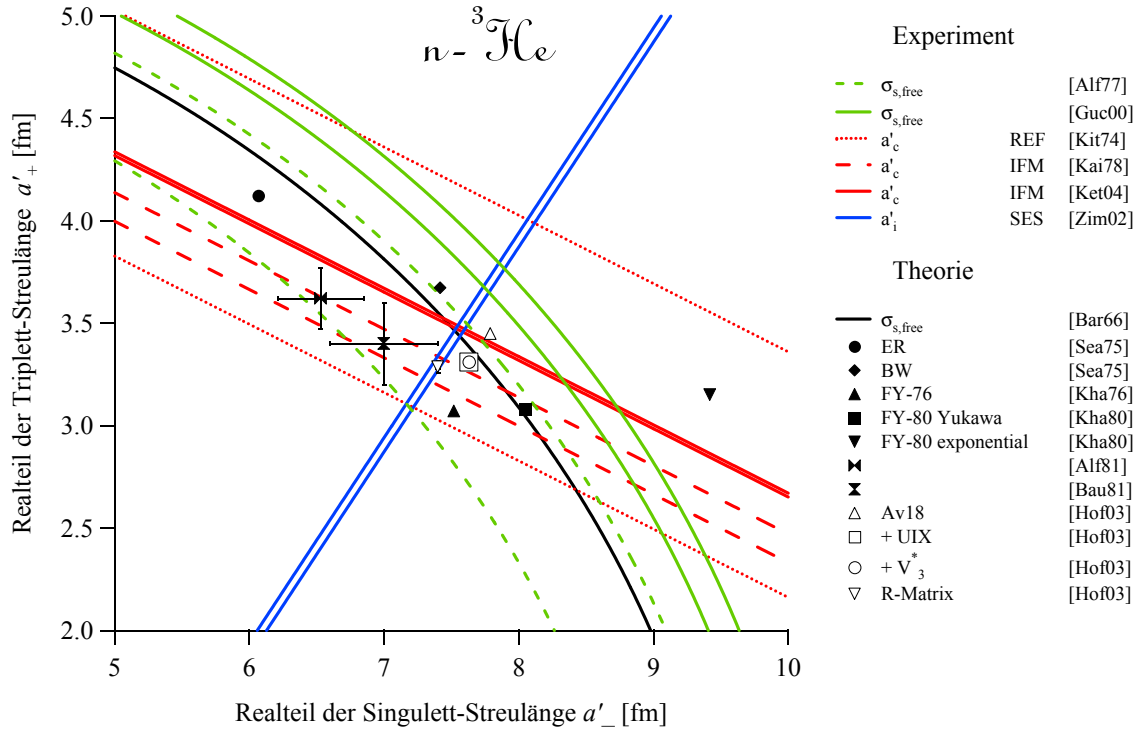 n- ³He
5.0
4.5
4.0
3.5
3.0
2.5
2.0
Realteil der Triplett-Streulänge a′₊ [fm]
5 6 7 8 9 10
Realteil der Singulett-Streulänge a′₋ [fm]
Experiment
σs,free [Alf77]
σs,free [Guc00]
a'c REF [Kit74]
a'c IFM [Kai78]
a'c IFM [Ket04]
a'i SES [Zim02]
Theorie
σs,free [Bar66]
ER [Sea75]
BW [Sea75]
FY-76 [Kha76]
FY-80 Yukawa [Kha80]
FY-80 exponential [Kha80]
[Alf81]
[Bau81]
Av18 [Hof03]
+ UIX [Hof03]
+ V*3 [Hof03]
R-Matrix [Hof03]